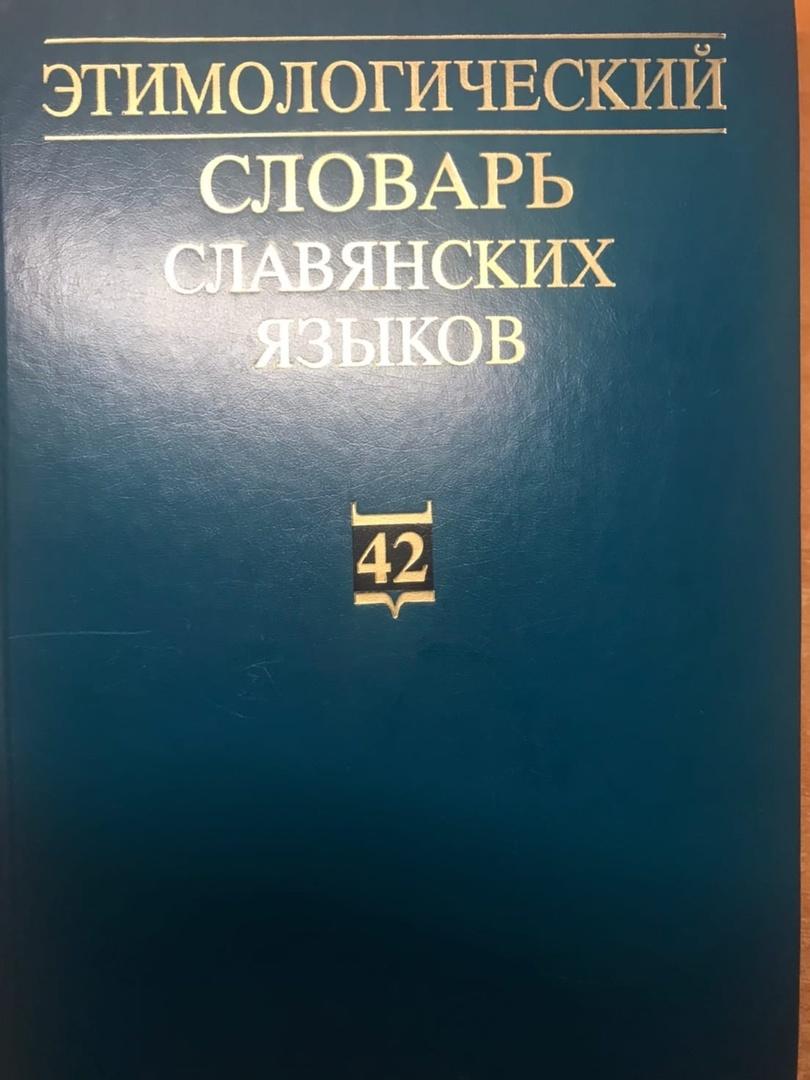 ЭТИМОЛОГИЧЕСКИЙ
СЛОВАРЬ
СЛАВЯНСКИХ
ЯЗЫКОВ
42